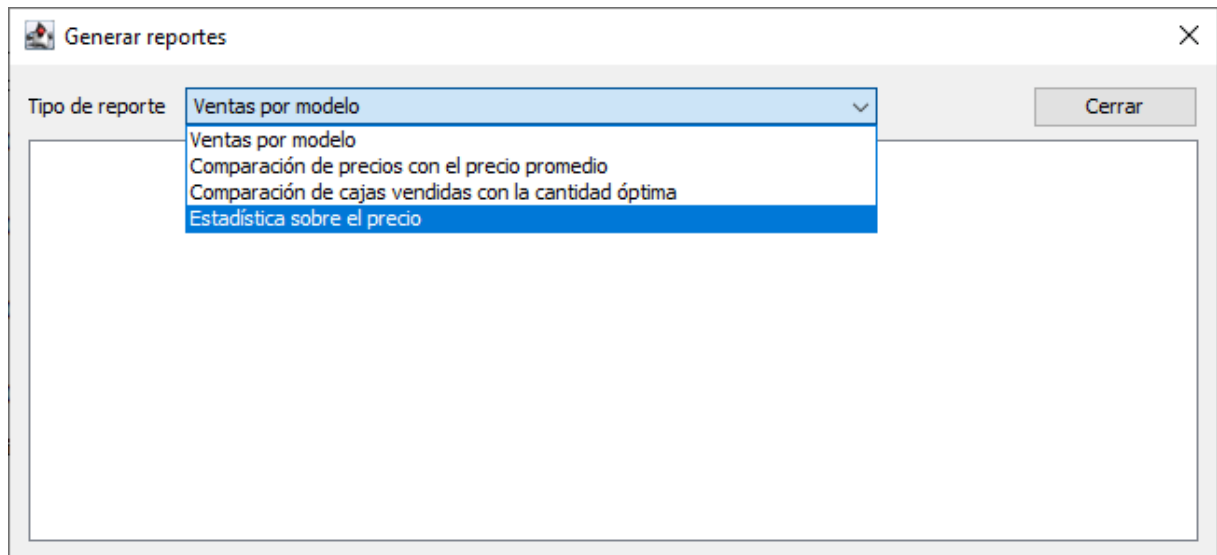 Generar reportes
Tipo de reporte Ventas por modelo Cerrar
Ventas por modelo
Comparación de precios con el precio promedio
Comparación de cajas vendidas con la cantidad óptima
Estadística sobre el precio